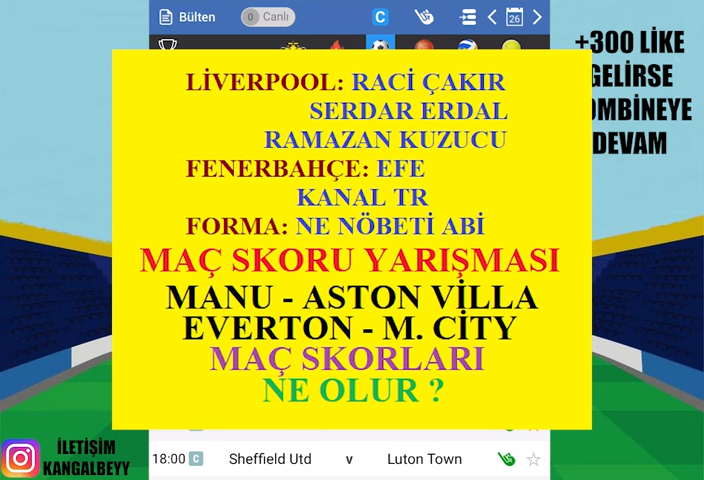 Bülten
0 Canlı
C
26
+300 LİKE
GELİRSE
KOMBİNEYE
DEVAM
LİVERPOOL: RACİ ÇAKIR
SERDAR ERDAL
RAMAZAN KUZUCU
FENERBAHÇE: EFE
KANAL TR
FORMA: NE NÖBETİ ABİ
MAÇ SKORU YARIŞMASI
MANU - ASTON VİLLA
EVERTON - M. CİTY
MAÇ SKORLARI
NE OLUR ?
18:00 C Sheffield Utd v Luton Town
İLETİŞİM
KANGALBEYY